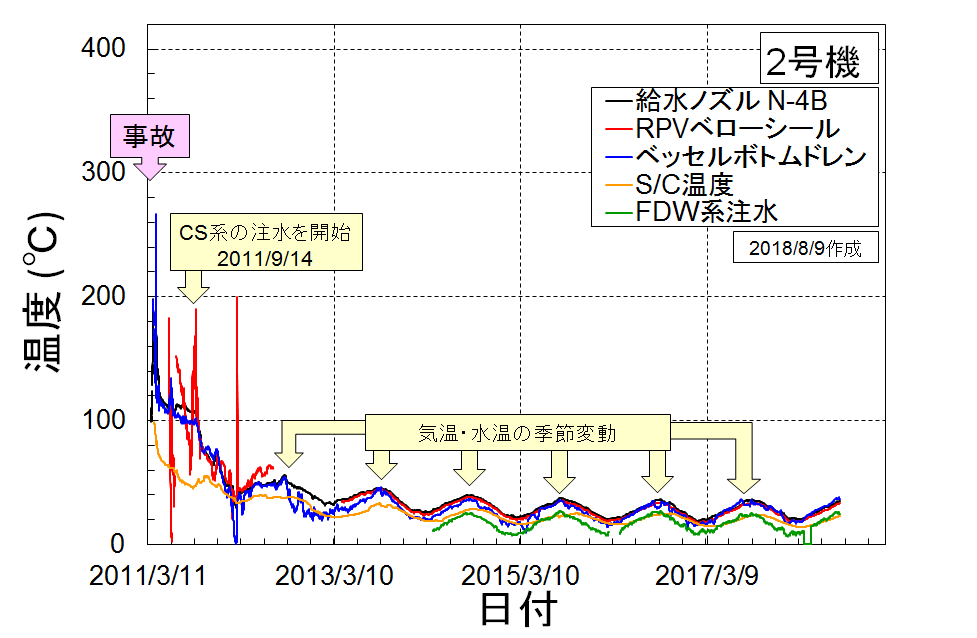 2号機
給水ノズル N-4B
RPVベローシール
ベッセルボトムドレン
S/C温度
FDW系注水
2018/8/9作成
事故
CS系の注水を開始
2011/9/14
気温・水温の季節変動
温度 (℃)
400
300
200
100
0
2011/3/11
2013/3/10
2015/3/10
2017/3/9
日付